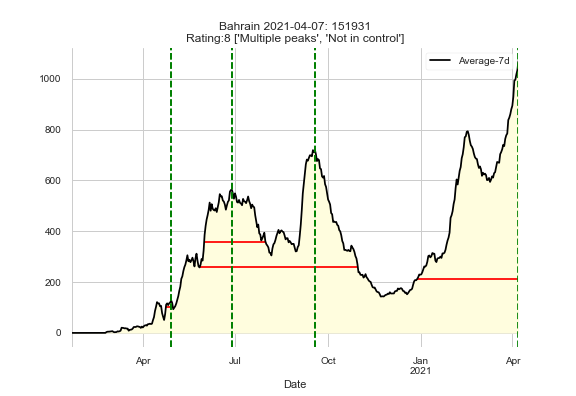 Bahrain 2021-04-07: 151931
Rating:8 ['Multiple peaks', 'Not in control']
Average-7d
1000
800
600
400
200
0
Apr Jul Oct Jan Apr
2021
Date